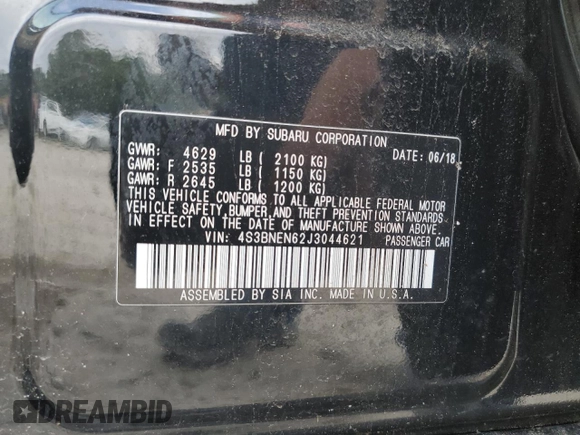 MFD BY SUBARU CORPORATION
GVWR: 4629 LB ( 2100 KG) DATE: 06/18
GAWR: F 2535 LB ( 1150 KG)
GAWR: R 2645 LB ( 1200 KG)
THIS VEHICLE CONFORMS TO ALL APPLICABLE FEDERAL MOTOR
VEHICLE SAFETY, BUMPER, AND THEFT PREVENTION STANDARDS
IN EFFECT ON THE DATE OF MANUFACTURE SHOWN ABOVE.
VIN: 4S3BNEN62J3044621 PASSENGER CAR
ASSEMBLED BY SIA INC. MADE IN U.S.A.
DREAMBID